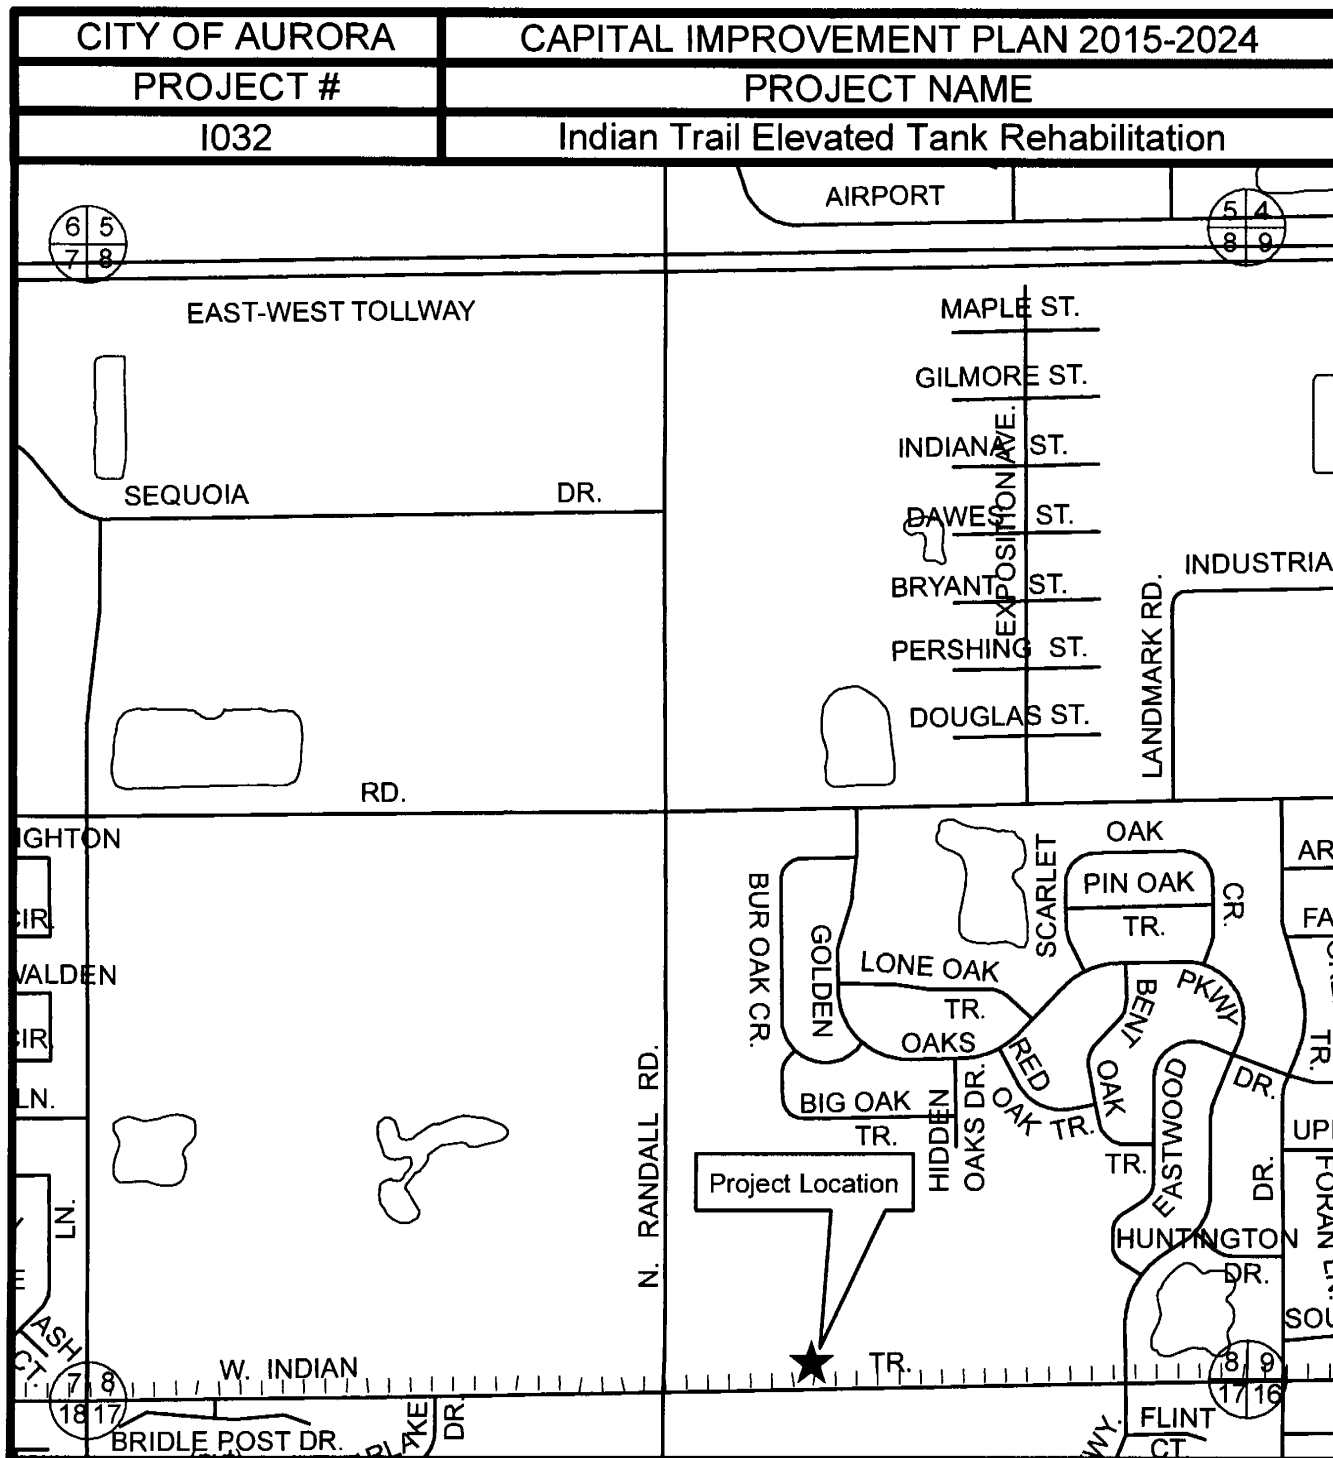 CITY OF AURORA
CAPITAL IMPROVEMENT PLAN 2015-2024
PROJECT #
PROJECT NAME
I032
Indian Trail Elevated Tank Rehabilitation
AIRPORT
6 5
7 8
5 4
8 9
EAST-WEST TOLLWAY
MAPLE ST.
GILMORE ST.
INDIANA ST.
EXPOSITION AVE.
SEQUOIA DR.
DAWES ST.
INDUSTRIA
BRYANT ST.
LANDMARK RD.
PERSHING ST.
DOUGLAS ST.
RD.
IGHTON
OAK
SCARLET
AR
PIN OAK
TR.
CR.
BUR OAK CR.
CIR.
FA
GOLDEN
LONE OAK
TR.
WALDEN
PKWY
BENT
OAK
TR.
CIR.
OAKS
RED
OAK TR.
TR.
N. RANDALL RD.
EASTWOOD
DR.
LN.
BIG OAK
TR.
HIDDEN
OAKS DR.
UP
Project Location
DR.
FORAN LN.
LN.
HUNTINGTON
DR.
E
SOU
ASH
CT.
W. INDIAN
TR.
7 8
18 17
8 9
17 16
BRIDLE POST DR.
KE
DR.
WY.
FLINT
CT.